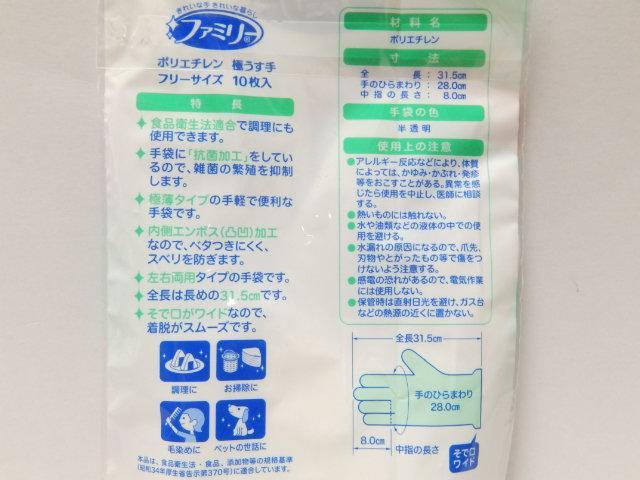 きれいな手 きれいな暮らし
ファミリー®
ポリエチレン 極うす手
フリーサイズ 10枚入
特長
食品衛生法適合で調理にも
使用できます。
手袋に「抗菌加工」をしてい
るので、雑菌の繁殖を抑制
します。
極薄タイプの手軽で便利な
手袋です。
内側エンボス(凸凹)加工
なので、ベタつきにくく、
スベリを防ぎます。
左右両用タイプの手袋です。
全長は長めの31.5㎝です。
そで口がワイドなので、
着脱がスムーズです。
調理に
お掃除に
毛染めに
ペットの世話に
本品は、食品衛生法・食品、添加物等の規格基準
(昭和34年厚生省告示第370号)に適合しています。
材料名
ポリエチレン
寸法
全長:31.5㎝
手のひらまわり:28.0㎝
中指の長さ:8.0㎝
手袋の色
半透明
使用上の注意
●アレルギー反応などにより、体質
によっては、かゆみ・かぶれ・発疹
等をおこすことがある。異常を感
じたら使用を中止し、医師に相談
する。
●熱いものには触れない。
●水や油類などの液体の中での使
用を避ける。
●水漏れの原因になるので、爪先、
刃物やとがったもの等で傷をつ
けないよう注意する。
●感電の恐れがあるので、電気作業
には使用しない。
●保管時は直射日光を避け、ガス台
などの熱源の近くに置かない。
全長31.5㎝
手のひらまわり
28.0㎝
8.0㎝
中指の長さ
そで口
ワイド